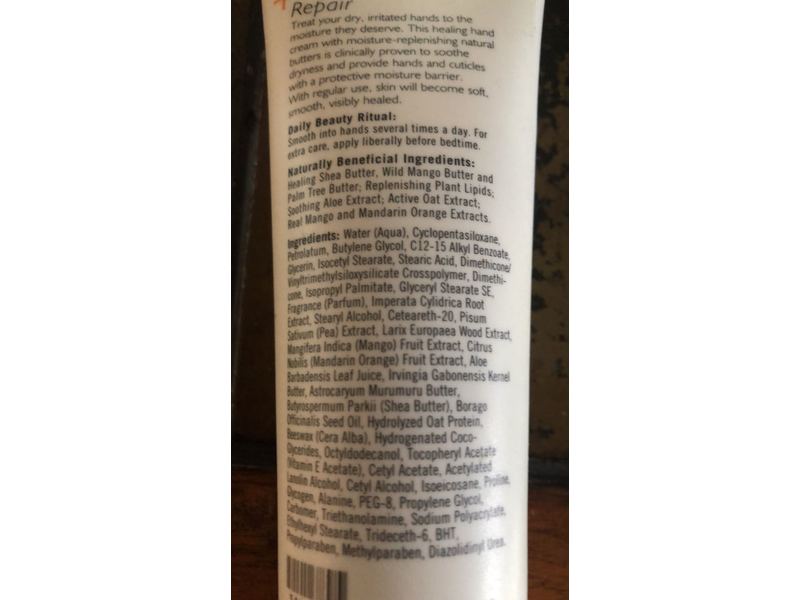 Repair
Treat your dry, irritated hands to the
moisture they deserve. This healing hand
cream with moisture-replenishing natural
butters is clinically proven to soothe
dryness and provide hands and cuticles
with a protective moisture barrier.
With regular use, skin will become soft,
smooth, visibly healed.
Daily Beauty Ritual:
Smooth into hands several times a day. For
extra care, apply liberally before bedtime.
Naturally Beneficial Ingredients:
Healing Shea Butter, Wild Mango Butter and
Palm Tree Butter; Replenishing Plant Lipids;
Soothing Aloe Extract; Active Oat Extract;
Real Mango and Mandarin Orange Extracts.
Ingredients: Water (Aqua), Cyclopentasiloxane,
Petrolatum, Butylene Glycol, C12-15 Alkyl Benzoate,
Glycerin, Isocetyl Stearate, Stearic Acid, Dimethicone/
Vinyltrimethylsiloxysilicate Crosspolymer, Dimethi-
cone, Isopropyl Palmitate, Glyceryl Stearate SE,
Fragrance (Parfum), Imperata Cylidrica Root
Extract, Stearyl Alcohol, Ceteareth-20, Pisum
Sativum (Pea) Extract, Larix Europaea Wood Extract,
Mangifera Indica (Mango) Fruit Extract, Citrus
Nobilis (Mandarin Orange) Fruit Extract, Aloe
Barbadensis Leaf Juice, Irvingia Gabonensis Kernel
Butter, Astrocaryum Murumuru Butter,
Butyrospermum Parkii (Shea Butter), Borago
Officinalis Seed Oil, Hydrolyzed Oat Protein,
Beeswax (Cera Alba), Hydrogenated Coco-
Glycerides, Octyldodecanol, Tocopheryl Acetate
(Vitamin E Acetate), Cetyl Acetate, Acetylated
Lanolin Alcohol, Cetyl Alcohol, Isoeicosane, Proline,
Glycogen, Alanine, PEG-8, Propylene Glycol,
Carbomer, Triethanolamine, Sodium Polyacrylate,
Ethylhexyl Stearate, Trideceth-6, BHT,
Propylparaben, Methylparaben, Diazolidinyl Urea.